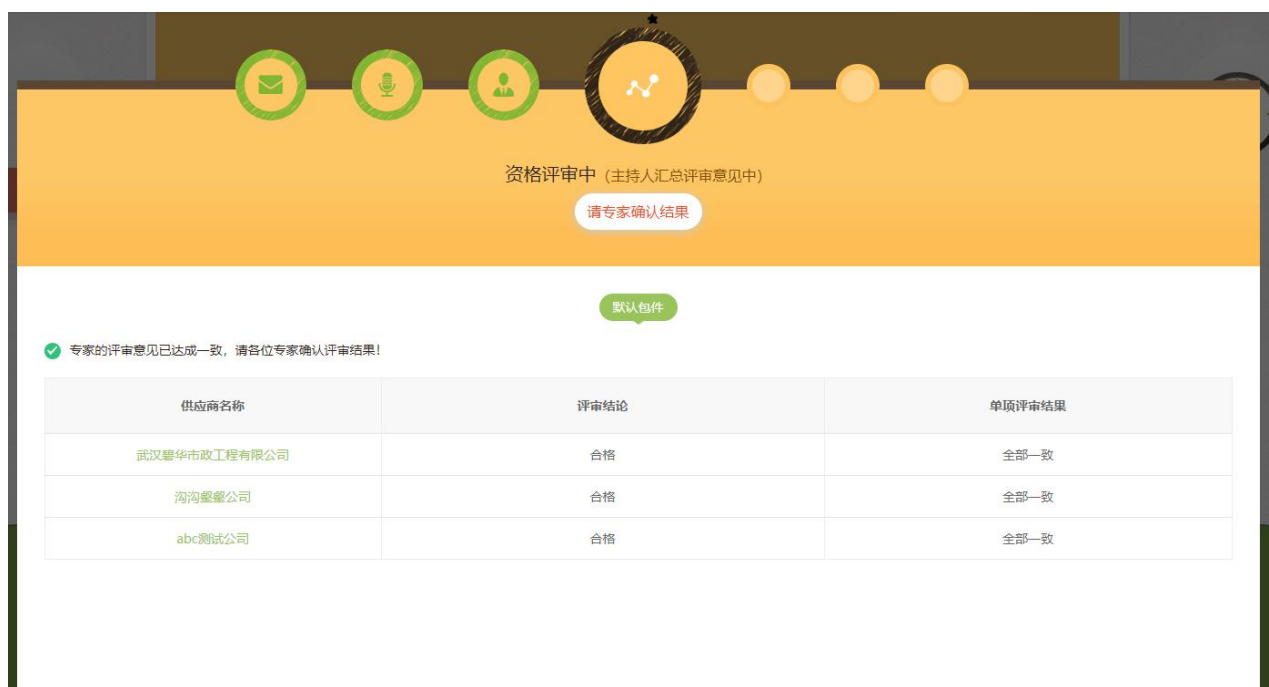 资格评审中（主持人汇总评审意见中）
请专家确认结果
默认包件
专家的评审意见已达成一致，请各位专家确认评审结果！
供应商名称 评审结论 单项评审结果
武汉碧华市政工程有限公司 合格 全部一致
沟沟壑壑公司 合格 全部一致
abc测试公司 合格 全部一致